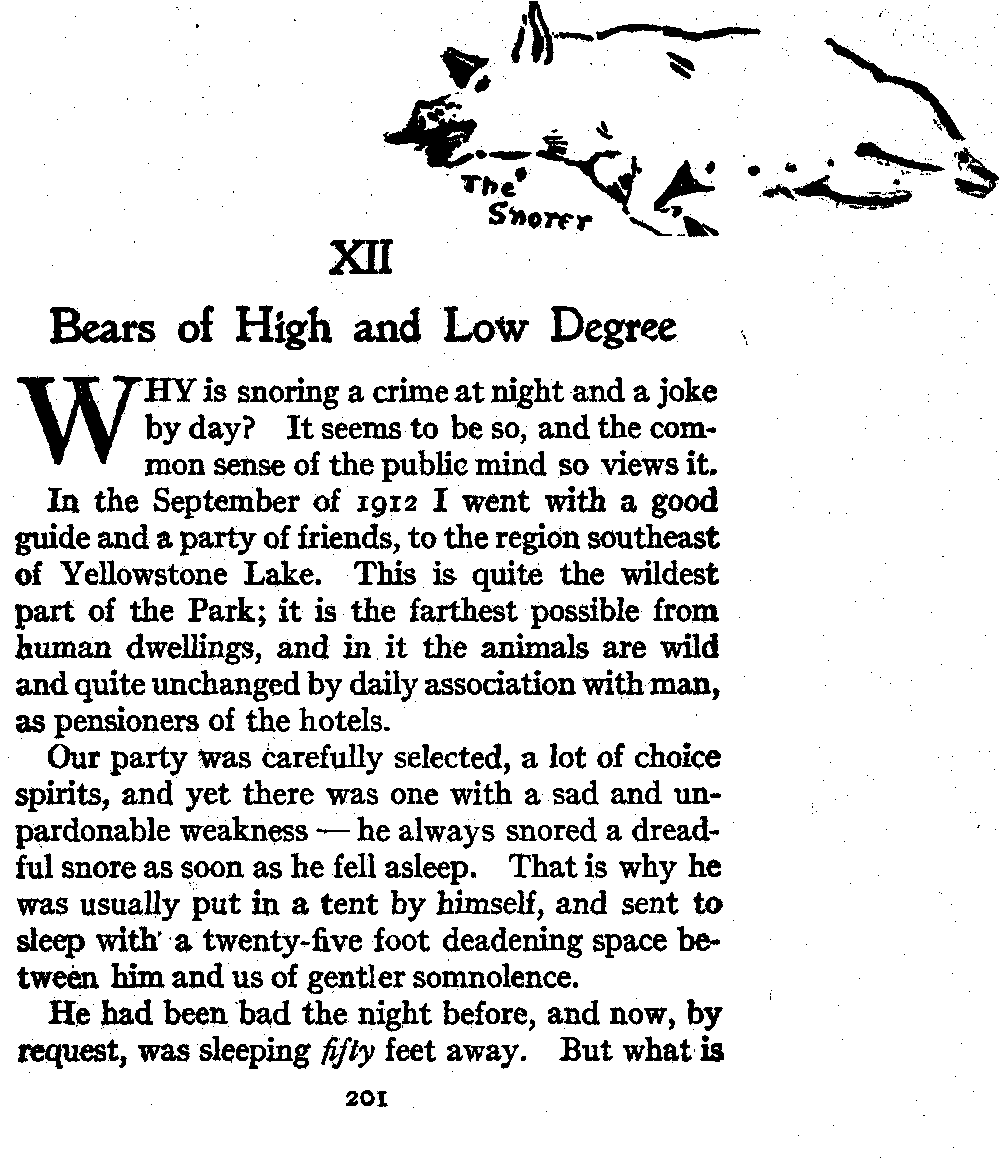 The
Snorer
XII
Bears of High and Low Degree
WHY is snoring a crime at night and a joke
by day? It seems to be so, and the com-
mon sense of the public mind so views it.
In the September of 1912 I went with a good
guide and a party of friends, to the region southeast
of Yellowstone Lake. This is quite the wildest
part of the Park; it is the farthest possible from
human dwellings, and in it the animals are wild
and quite unchanged by daily association with man,
as pensioners of the hotels.
Our party was carefully selected, a lot of choice
spirits, and yet there was one with a sad and un-
pardonable weakness — he always snored a dread-
ful snore as soon as he fell asleep. That is why he
was usually put in a tent by himself, and sent to
sleep with a twenty-five foot deadening space be-
tween him and us of gentler somnolence.
He had been bad the night before, and now, by
request, was sleeping fifty feet away. But what is
201